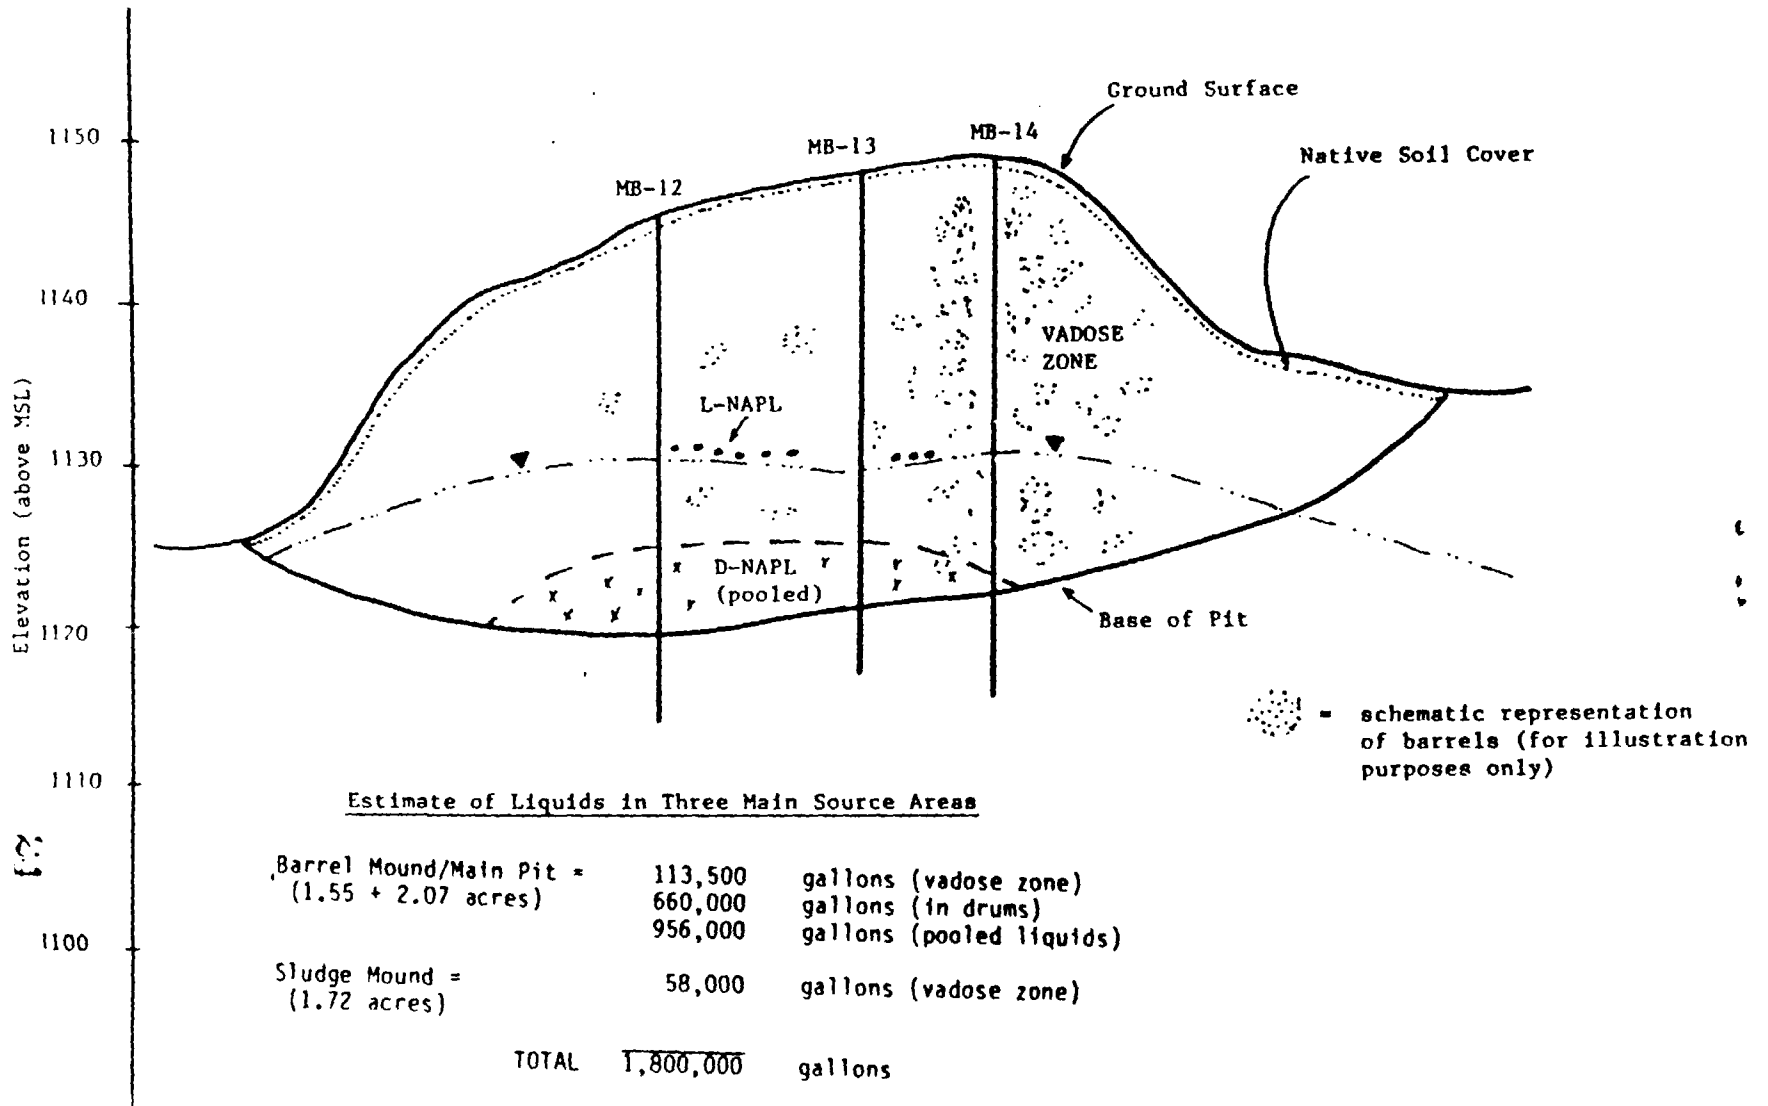 Ground Surface
1150
MB-14
MB-13
Native Soil Cover
MB-12
1140
VADOSE
ZONE
L-NAPL
1130
Elevation (above MSL)
D-NAPL
(pooled)
1120
Base of Pit
= schematic representation
of barrels (for illustration
purposes only)
1110
Estimate of Liquids in Three Main Source Areas
Barrel Mound/Main Pit = 113,500 gallons (vadose zone)
(1.55 + 2.07 acres) 660,000 gallons (in drums)
956,000 gallons (pooled liquids)
1100
Sludge Mound = 58,000 gallons (vadose zone)
(1.72 acres)
TOTAL 1,800,000 gallons